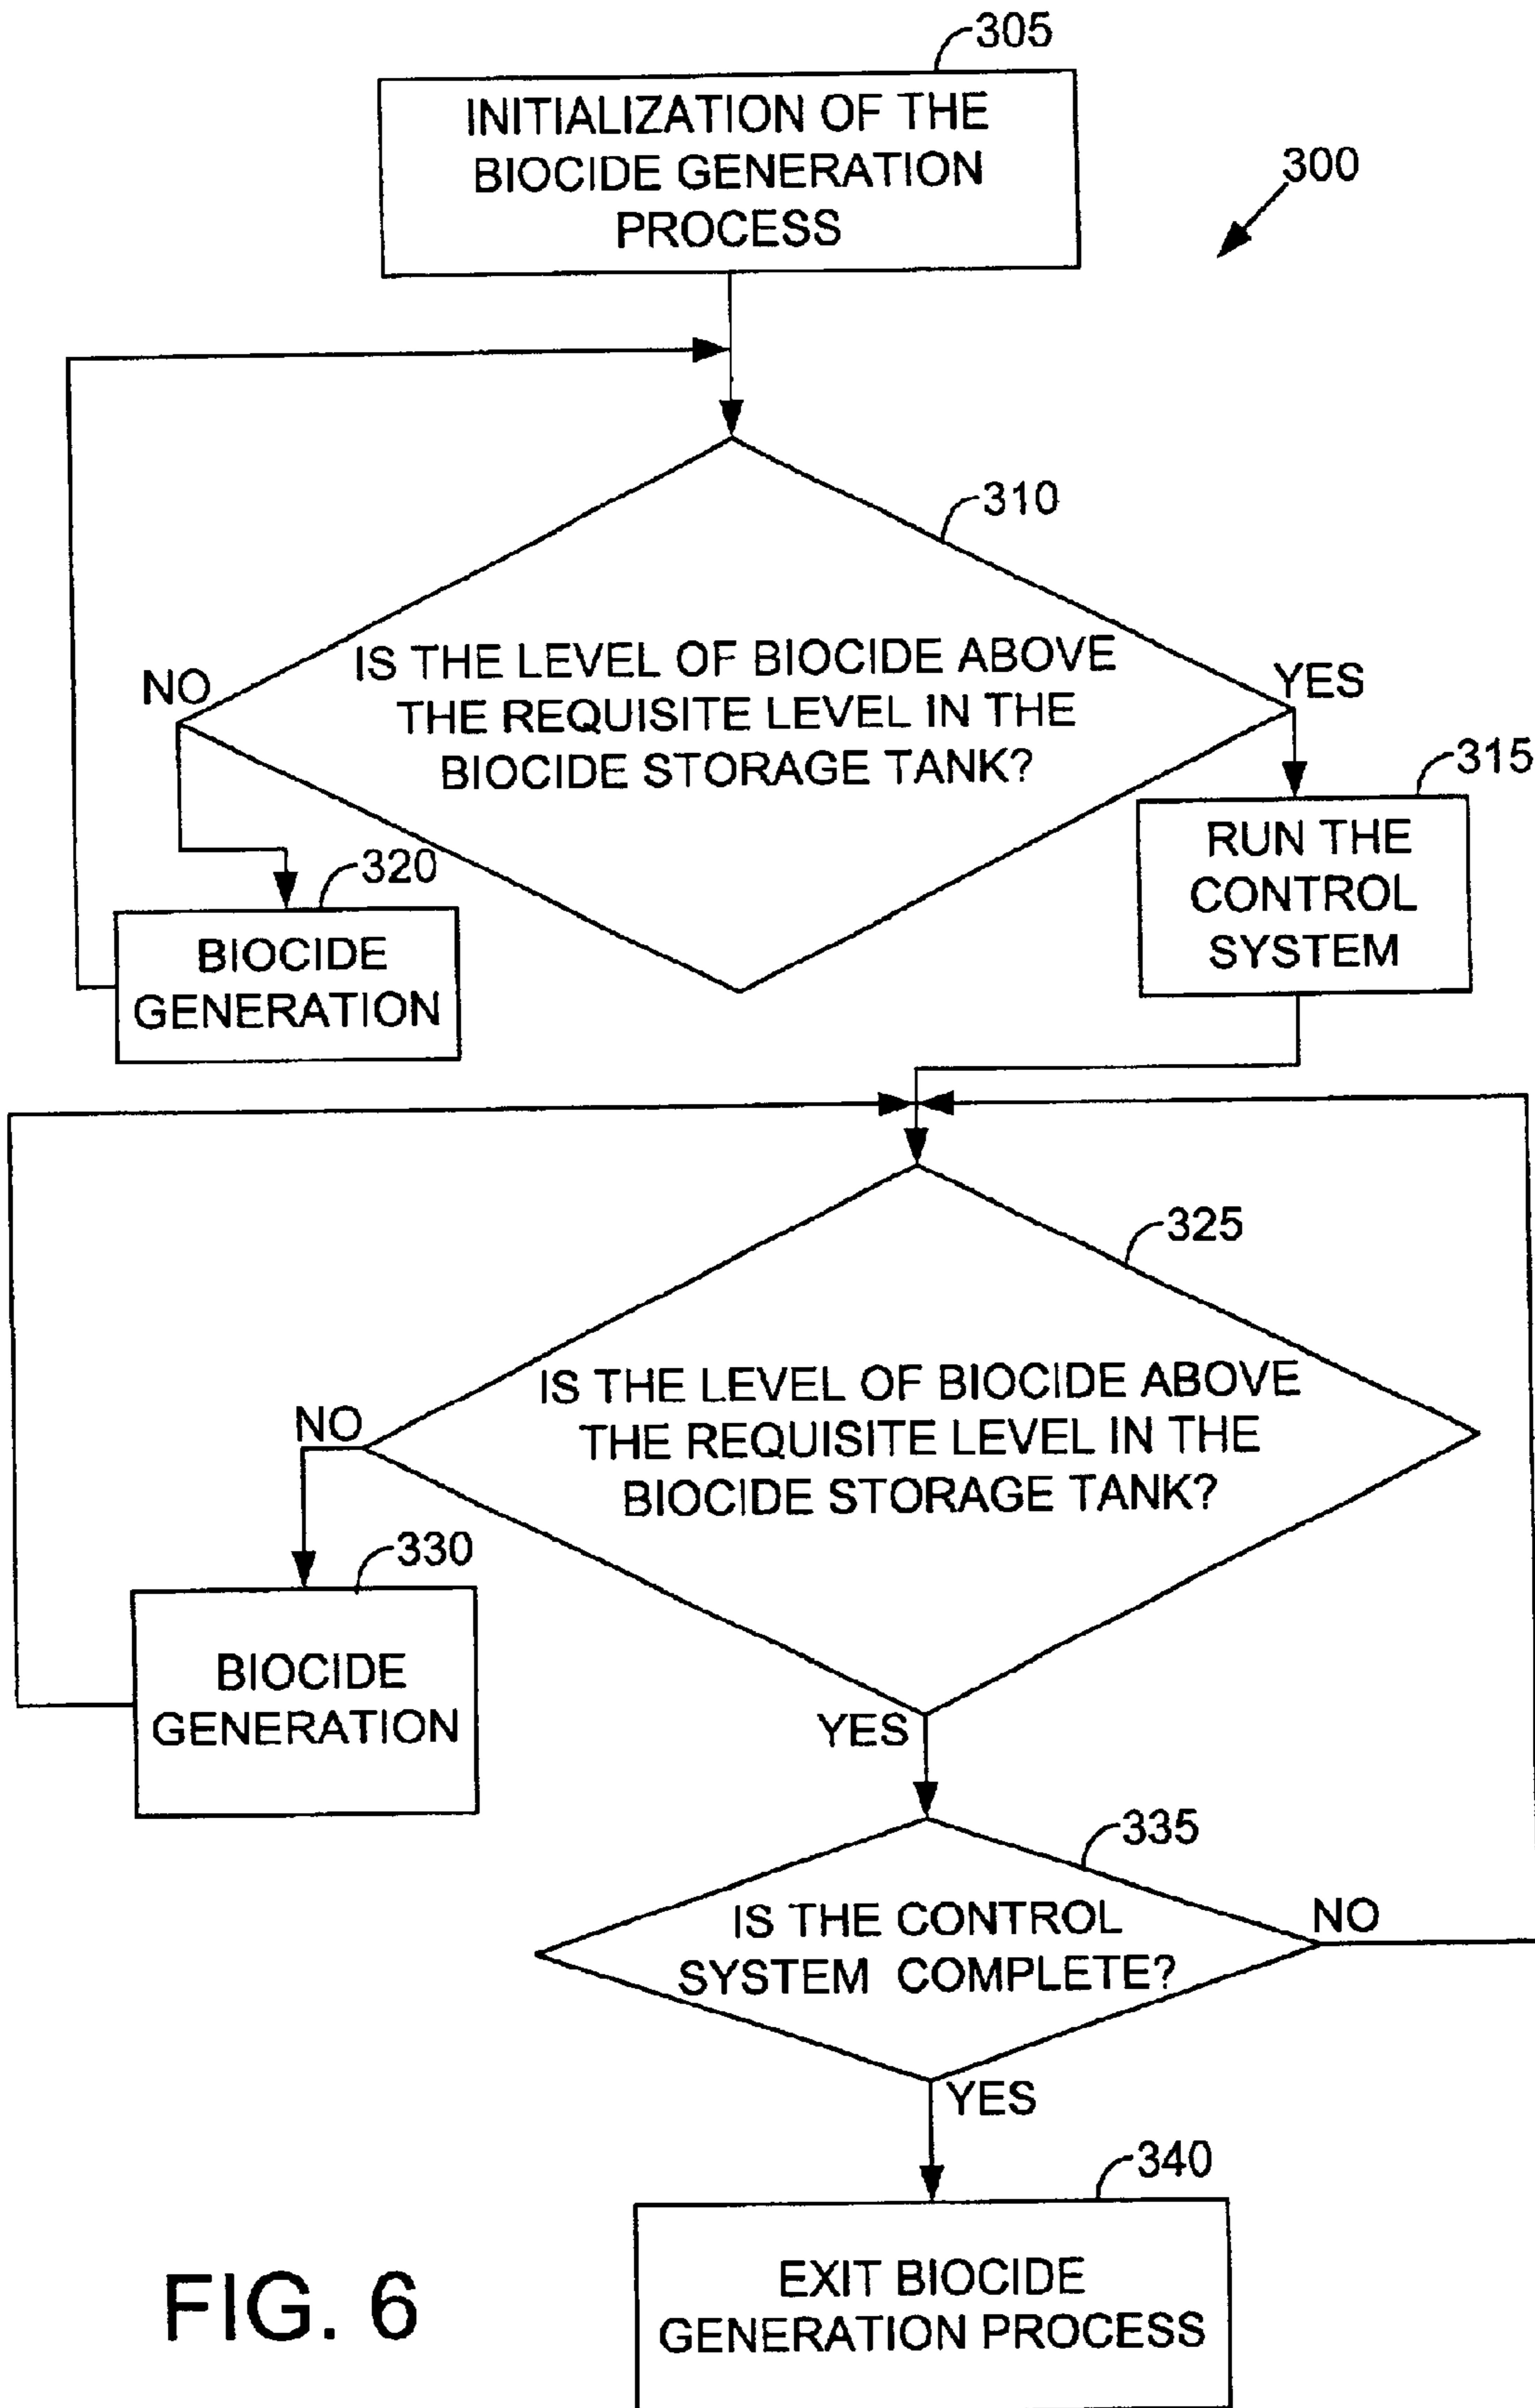 305
INITIALIZATION OF THE
BIOCIDE GENERATION
PROCESS
300
310
IS THE LEVEL OF BIOCIDE ABOVE
THE REQUISITE LEVEL IN THE
BIOCIDE STORAGE TANK?
NO
YES
315
RUN THE
CONTROL
SYSTEM
320
BIOCIDE
GENERATION
325
IS THE LEVEL OF BIOCIDE ABOVE
THE REQUISITE LEVEL IN THE
BIOCIDE STORAGE TANK?
NO
330
BIOCIDE
GENERATION
YES
335
IS THE CONTROL
SYSTEM COMPLETE?
NO
YES
340
EXIT BIOCIDE
GENERATION PROCESS
FIG. 6